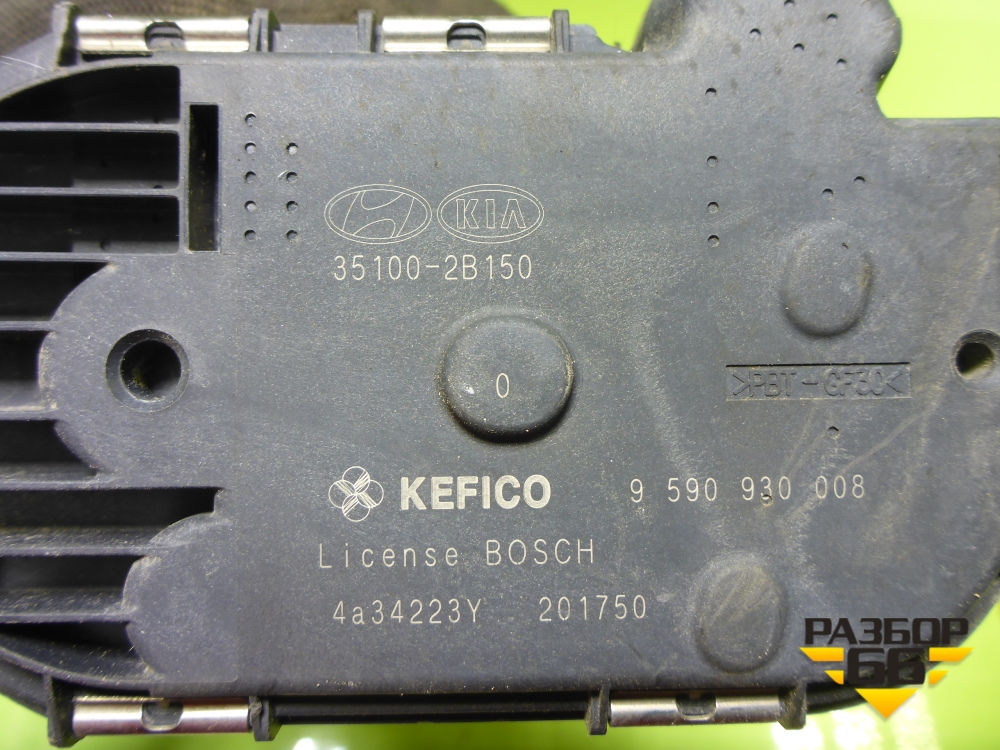 KIA
35100-2B150
0
>PBT-GF30<
KEFICO 9 590 930 008
License BOSCH
4a34223Y 201750
РАЗБОР
66